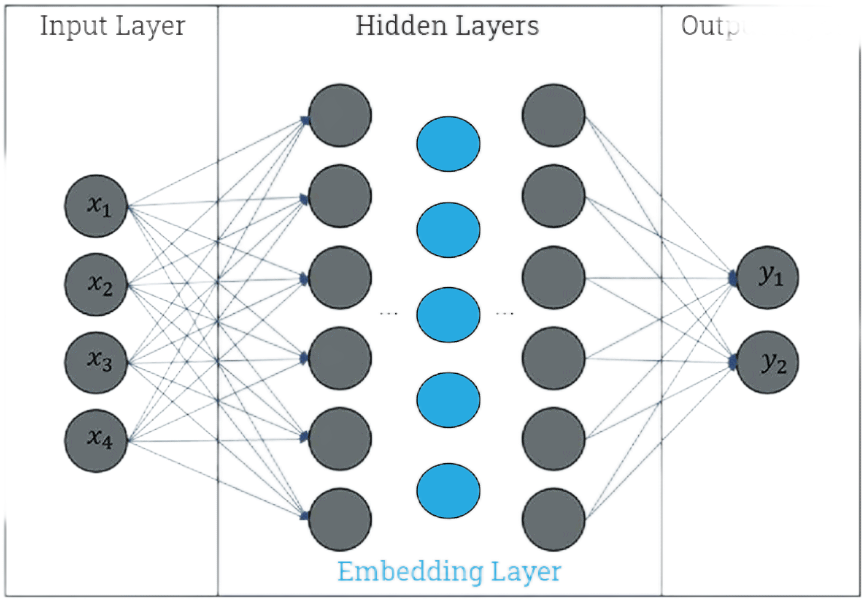 Input Layer
Hidden Layers
x₁
x₂
x₃
x₄
...
...
y₁
y₂
Embedding Layer